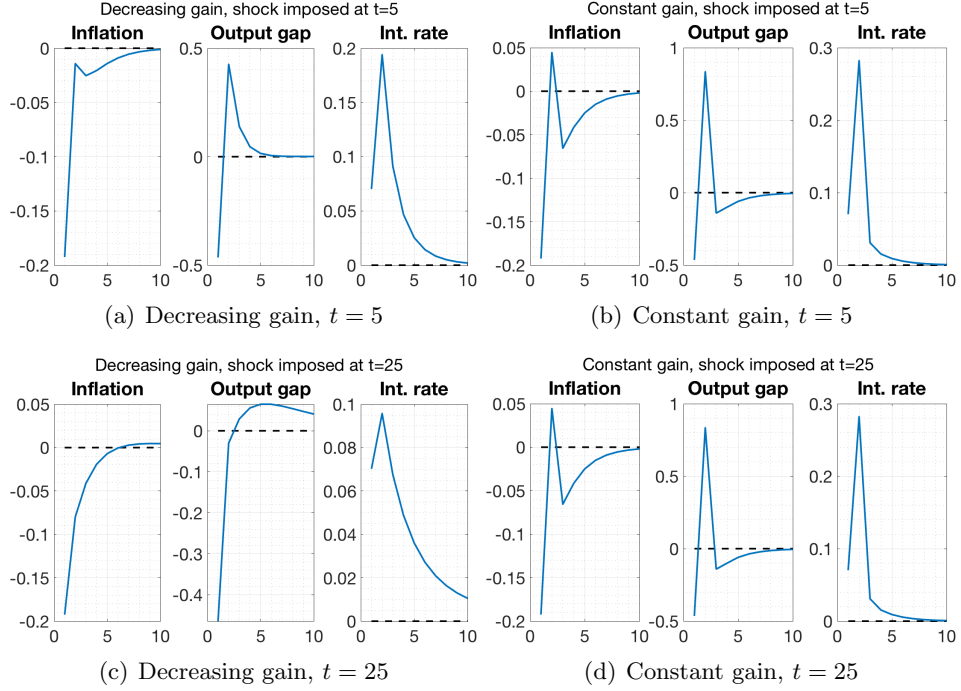 Decreasing gain, shock imposed at t=5
Inflation
0
-0.05
-0.1
-0.15
-0.2
0 5 10
Output gap
0.5
0
-0.5
0 5 10
Int. rate
0.2
0.15
0.1
0.05
0
0 5 10
(a) Decreasing gain, t = 5
Constant gain, shock imposed at t=5
Inflation
0.05
0
-0.05
-0.1
-0.15
-0.2
0 5 10
Output gap
1
0.5
0
-0.5
0 5 10
Int. rate
0.3
0.2
0.1
0
0 5 10
(b) Constant gain, t = 5
Decreasing gain, shock imposed at t=25
Inflation
0.05
0
-0.05
-0.1
-0.15
-0.2
0 5 10
Output gap
0
-0.1
-0.2
-0.3
-0.4
0 5 10
Int. rate
0.1
0.08
0.06
0.04
0.02
0
0 5 10
(c) Decreasing gain, t = 25
Constant gain, shock imposed at t=25
Inflation
0.05
0
-0.05
-0.1
-0.15
-0.2
0 5 10
Output gap
1
0.5
0
-0.5
0 5 10
Int. rate
0.3
0.2
0.1
0
0 5 10
(d) Constant gain, t = 25